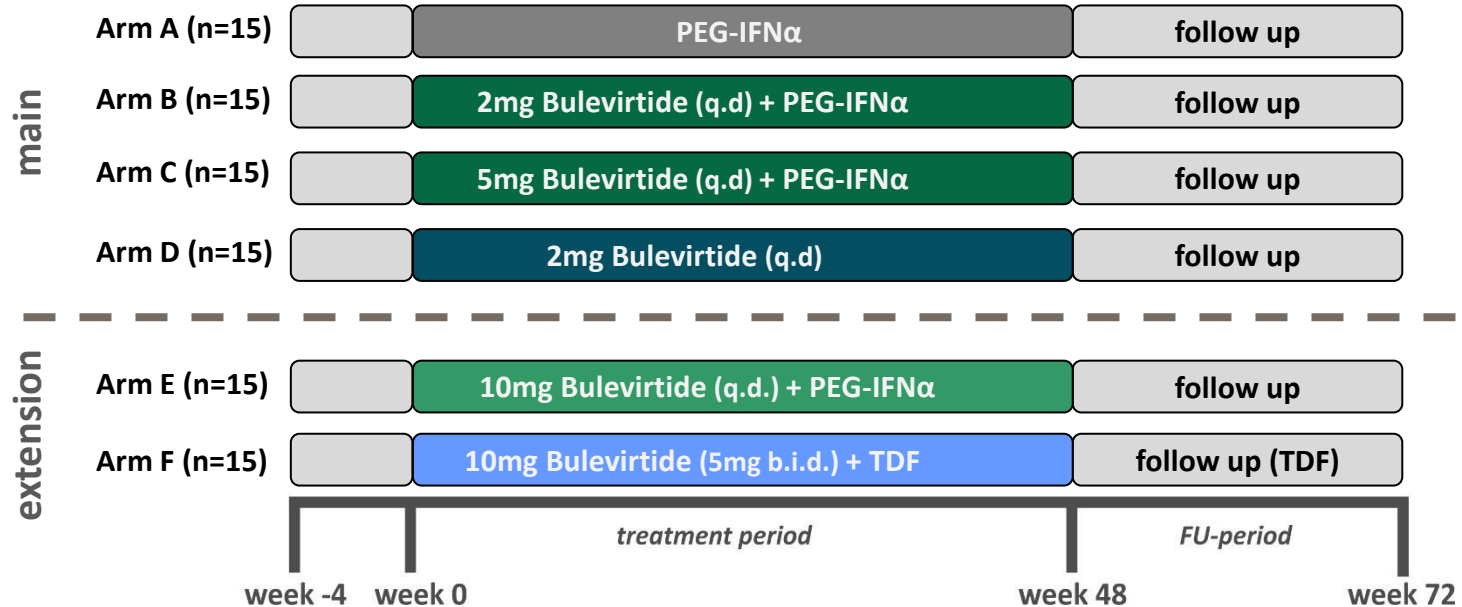 main
Arm A (n=15) PEG-IFNα follow up
Arm B (n=15) 2mg Bulevirtide (q.d) + PEG-IFNα follow up
Arm C (n=15) 5mg Bulevirtide (q.d) + PEG-IFNα follow up
Arm D (n=15) 2mg Bulevirtide (q.d) follow up
extension
Arm E (n=15) 10mg Bulevirtide (q.d.) + PEG-IFNα follow up
Arm F (n=15) 10mg Bulevirtide (5mg b.i.d.) + TDF follow up (TDF)
treatment period FU-period
week -4 week 0 week 48 week 72